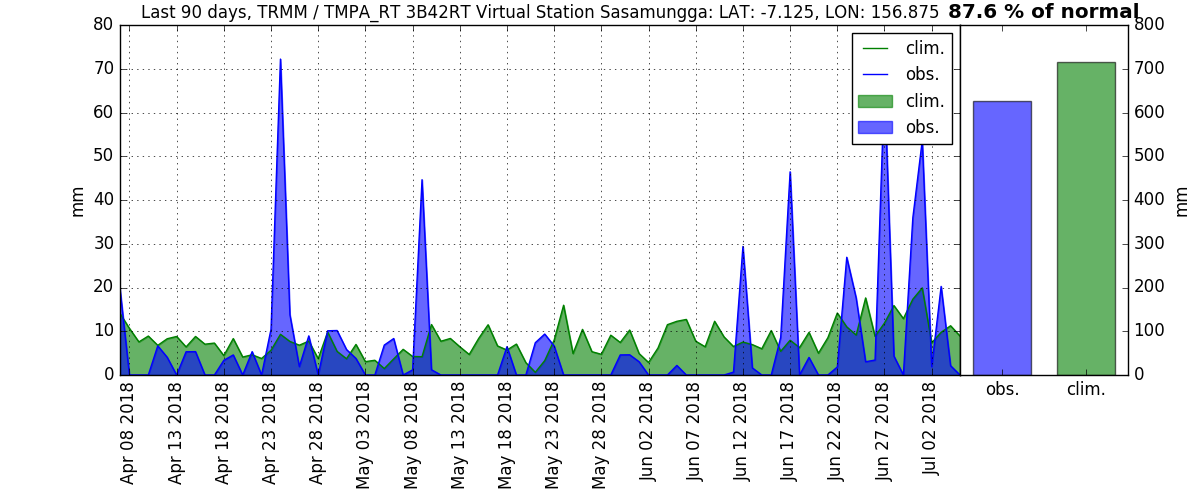 Last 90 days, TRMM / TMPA_RT 3B42RT Virtual Station Sasamungga: LAT: -7.125, LON: 156.875 87.6 % of normal
80
70
60
50
40
30
20
10
0
mm
clim.
obs.
clim.
obs.
800
700
600
500
400
300
200
100
0
mm
Apr 08 2018
Apr 13 2018
Apr 18 2018
Apr 23 2018
Apr 28 2018
May 03 2018
May 08 2018
May 13 2018
May 18 2018
May 23 2018
May 28 2018
Jun 02 2018
Jun 07 2018
Jun 12 2018
Jun 17 2018
Jun 22 2018
Jun 27 2018
Jul 02 2018
obs.
clim.